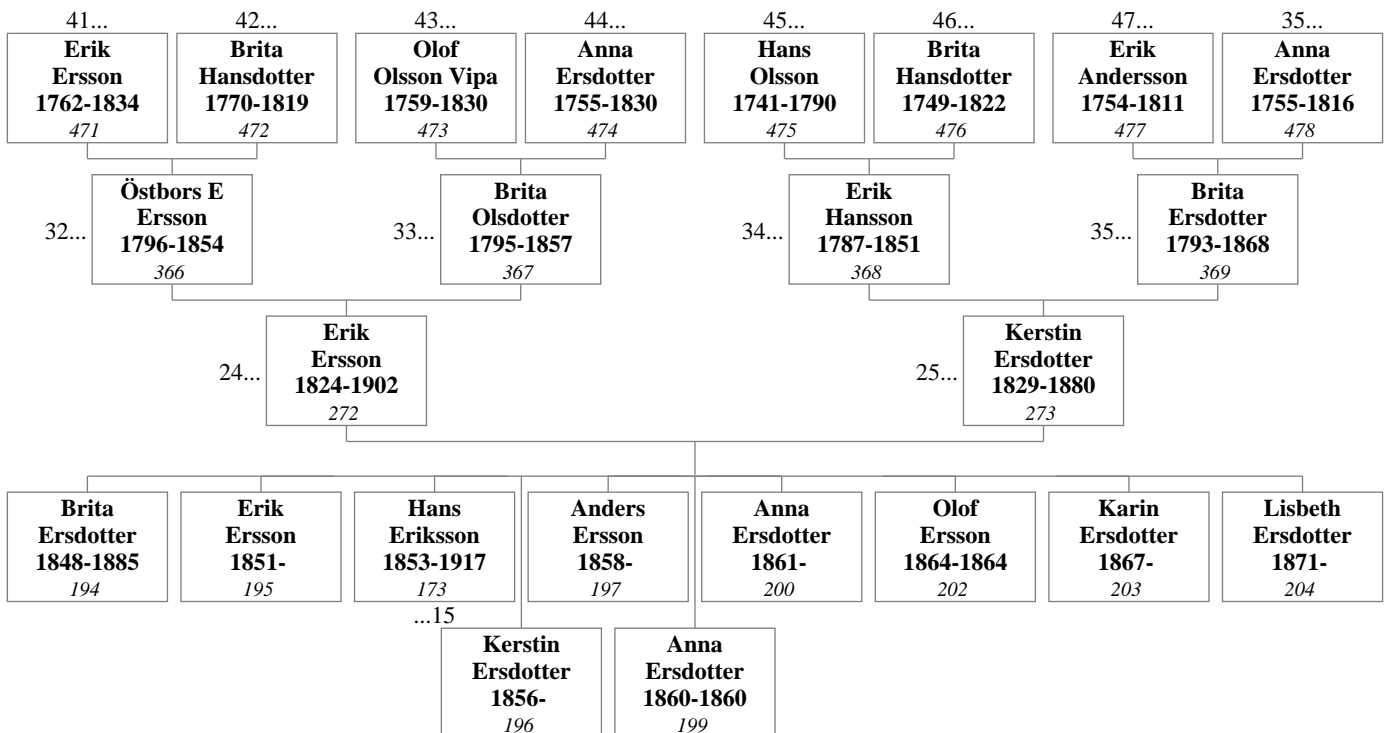 41...
42...
43...
44...
45...
46...
47...
35...
Erik
Ersson
1762-1834
471
Brita
Hansdotter
1770-1819
472
Olof
Olsson Vipa
1759-1830
473
Anna
Ersdotter
1755-1830
474
Hans
Olsson
1741-1790
475
Brita
Hansdotter
1749-1822
476
Erik
Andersson
1754-1811
477
Anna
Ersdotter
1755-1816
478
32...
Östbors E
Ersson
1796-1854
366
33...
Brita
Olsdotter
1795-1857
367
34...
Erik
Hansson
1787-1851
368
35...
Brita
Ersdotter
1793-1868
369
24...
Erik
Ersson
1824-1902
272
25...
Kerstin
Ersdotter
1829-1880
273
Brita
Ersdotter
1848-1885
194
Erik
Ersson
1851-
195
Hans
Eriksson
1853-1917
173
...15
Anders
Ersson
1858-
197
Anna
Ersdotter
1861-
200
Olof
Ersson
1864-1864
202
Karin
Ersdotter
1867-
203
Lisbeth
Ersdotter
1871-
204
Kerstin
Ersdotter
1856-
196
Anna
Ersdotter
1860-1860
199